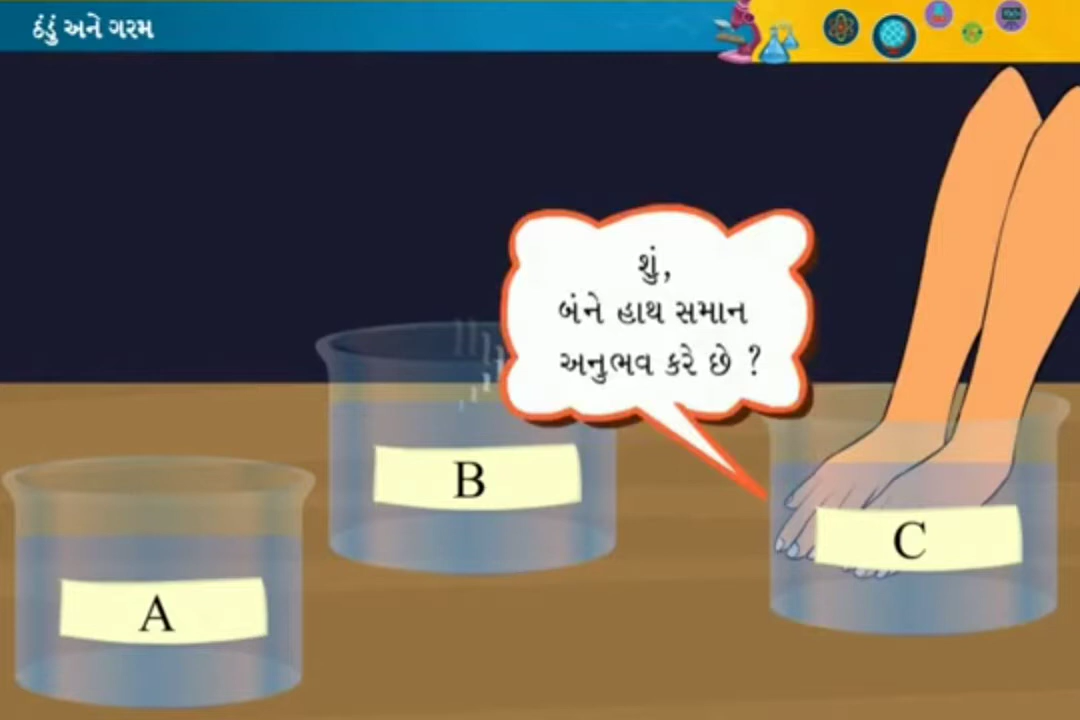 ઠંડું અને ગરમ
શું,
બંને હાથ સમાન
અનુભવ કરે છે ?
B
C
A